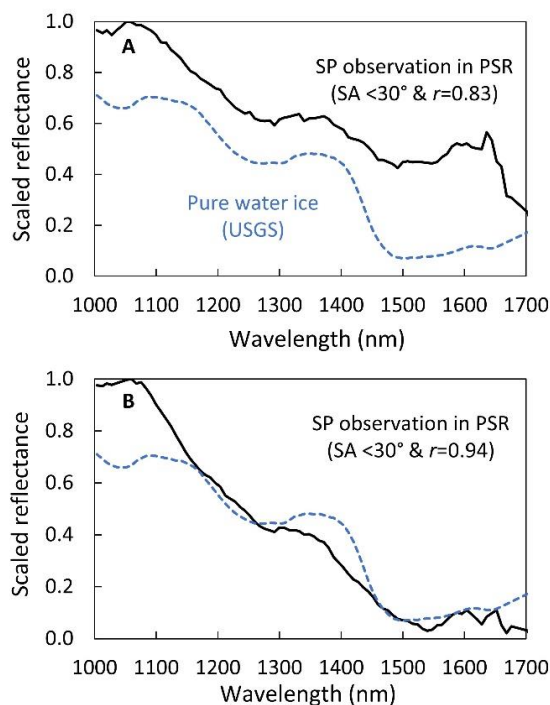 1.0
A
SP observation in PSR
(SA <30° & r=0.83)
0.8
0.6
0.4
Pure water ice
(USGS)
0.2
0.0
Scaled reflectance
1000 1100 1200 1300 1400 1500 1600 1700
Wavelength (nm)
1.0
B
SP observation in PSR
(SA <30° & r=0.94)
0.8
0.6
0.4
0.2
0.0
Scaled reflectance
1000 1100 1200 1300 1400 1500 1600 1700
Wavelength (nm)